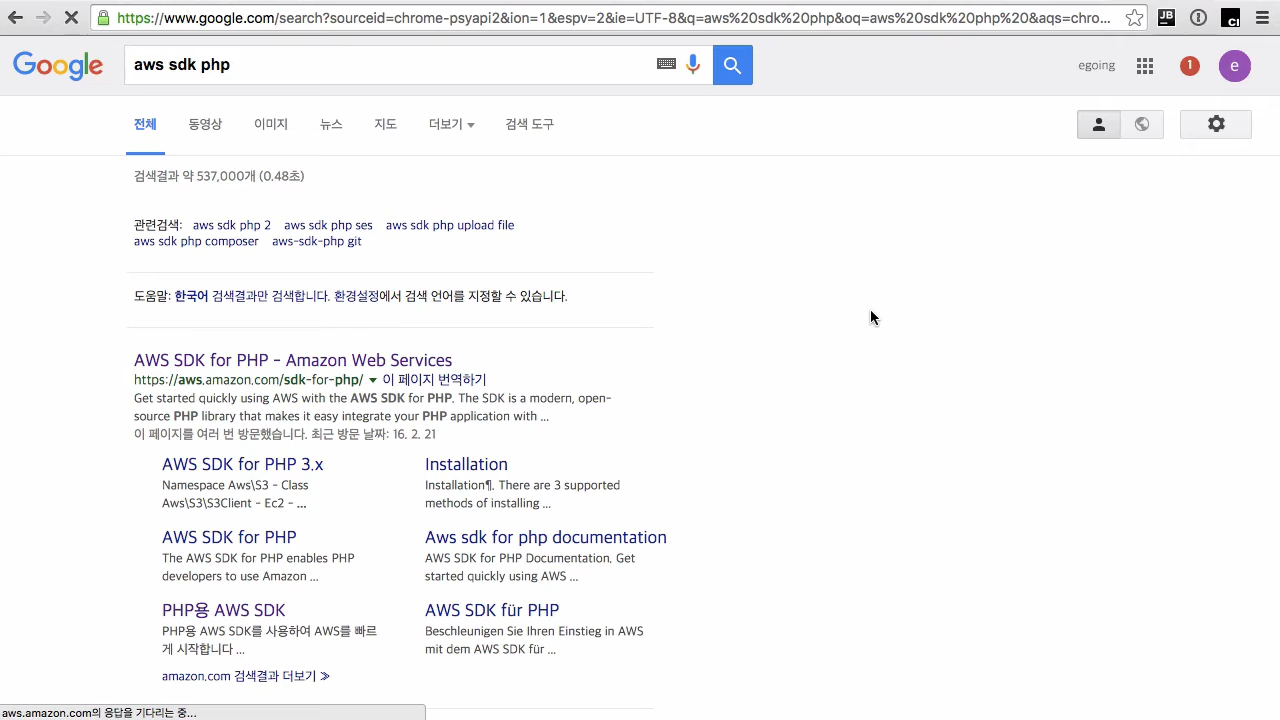 https://www.google.com/search?sourceid=chrome-psyapi2&ion=1&espv=2&ie=UTF-8&q=aws%20sdk%20php&oq=aws%20sdk%20php%20&aqs=chro...
JB
CI
Google
aws sdk php
egoing
1
e
전체 동영상 이미지 뉴스 지도 더보기 검색 도구
검색결과 약 537,000개 (0.48초)
관련검색: aws sdk php 2 aws sdk php ses aws sdk php upload file
aws sdk php composer aws-sdk-php git
도움말: 한국어 검색결과만 검색합니다. 환경설정에서 검색 언어를 지정할 수 있습니다.
AWS SDK for PHP - Amazon Web Services
https://aws.amazon.com/sdk-for-php/ 이 페이지 번역하기
Get started quickly using AWS with the AWS SDK for PHP. The SDK is a modern, open-
source PHP library that makes it easy integrate your PHP application with ...
이 페이지를 여러 번 방문했습니다. 최근 방문 날짜: 16. 2. 21
AWS SDK for PHP 3.x
Namespace Aws\S3 - Class
Aws\S3\S3Client - Ec2 - ...
Installation
Installation¶. There are 3 supported
methods of installing ...
AWS SDK for PHP
The AWS SDK for PHP enables PHP
developers to use Amazon ...
Aws sdk for php documentation
AWS SDK for PHP Documentation. Get
started quickly using AWS ...
PHP용 AWS SDK
PHP용 AWS SDK를 사용하여 AWS를 빠르
게 시작합니다 ...
AWS SDK für PHP
Beschleunigen Sie Ihren Einstieg in AWS
mit dem AWS SDK für ...
amazon.com 검색결과 더보기 »
aws.amazon.com의 응답을 기다리는 중...